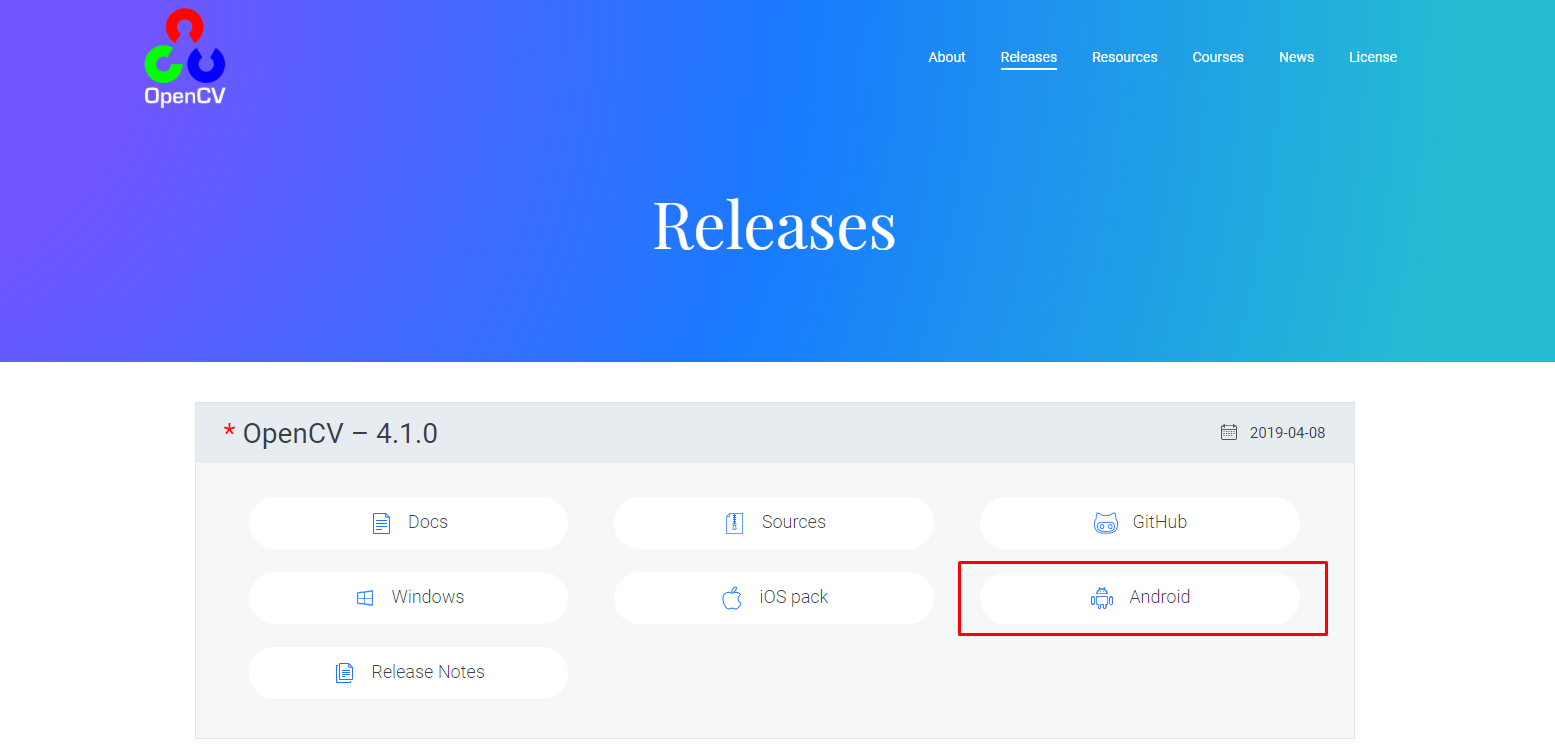 OpenCV
About Releases Resources Courses News License
Releases
* OpenCV – 4.1.0 2019-04-08
Docs Sources GitHub
Windows iOS pack Android
Release Notes